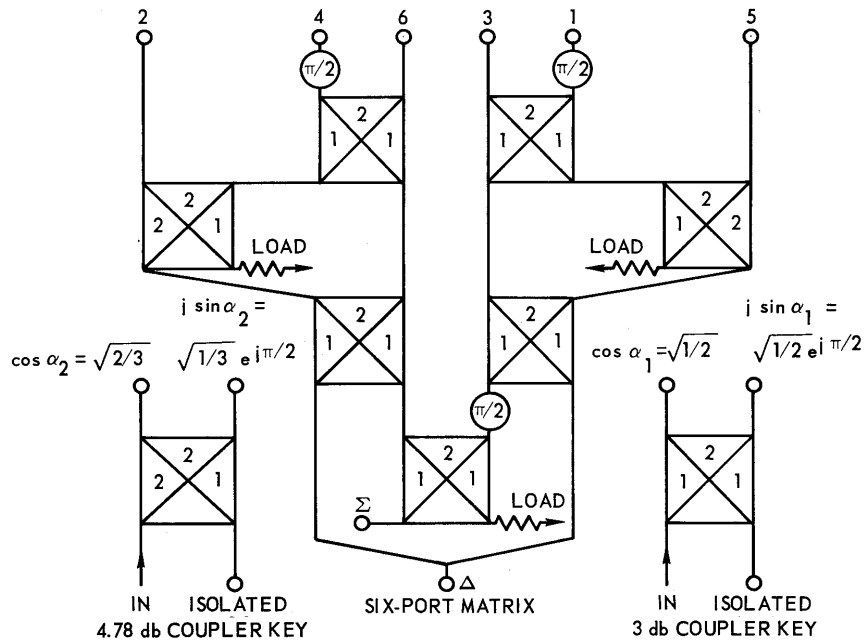 2 4 6 3 1 5
π/2 π/2
2 2
1 1 1 1
2 2
2 1 1 2
LOAD LOAD
j sin α₂ = j sin α₁ =
2 2
1 1 1 1
cos α₂ = √2/3 √1/3 e jπ/2 cos α₁ = √1/2 √1/2 e jπ/2
π/2
2 2 2
2 1 1 1 1 1
Σ LOAD
Δ
IN ISOLATED SIX-PORT MATRIX IN ISOLATED
4.78 db COUPLER KEY 3 db COUPLER KEY